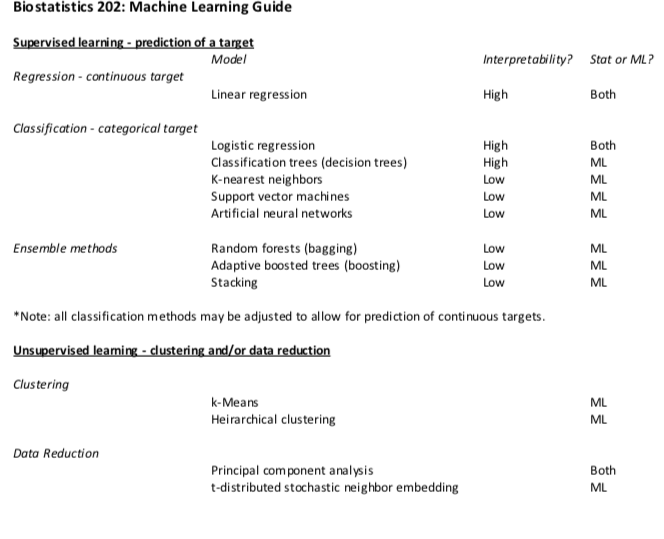 Biostatistics 202: Machine Learning Guide
Supervised learning - prediction of a target
Model Interpretability? Stat or ML?
Regression - continuous target
Linear regression High Both
Classification - categorical target
Logistic regression High Both
Classification trees (decision trees) High ML
K-nearest neighbors Low ML
Support vector machines Low ML
Artificial neural networks Low ML
Ensemble methods Random forests (bagging) Low ML
Adaptive boosted trees (boosting) Low ML
Stacking Low ML
*Note: all classification methods may be adjusted to allow for prediction of continuous targets.
Unsupervised learning - clustering and/or data reduction
Clustering
k-Means ML
Heirarchical clustering ML
Data Reduction
Principal component analysis Both
t-distributed stochastic neighbor embedding ML